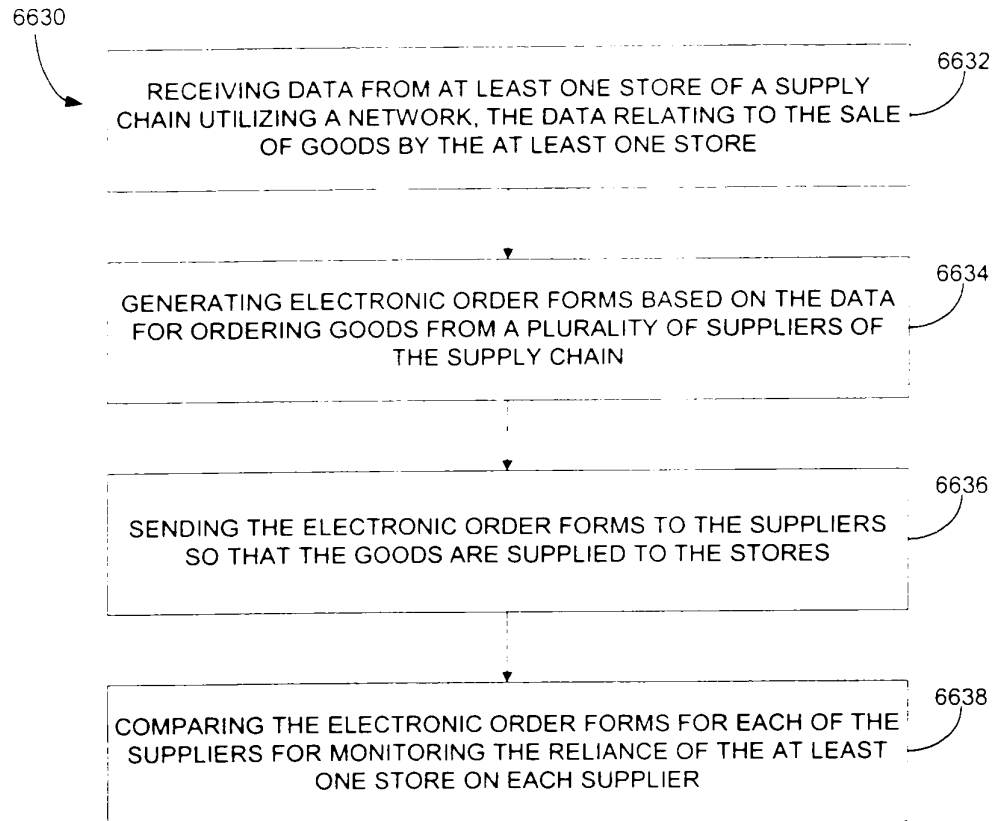 6630
6632
RECEIVING DATA FROM AT LEAST ONE STORE OF A SUPPLY
CHAIN UTILIZING A NETWORK, THE DATA RELATING TO THE SALE
OF GOODS BY THE AT LEAST ONE STORE
6634
GENERATING ELECTRONIC ORDER FORMS BASED ON THE DATA
FOR ORDERING GOODS FROM A PLURALITY OF SUPPLIERS OF
THE SUPPLY CHAIN
6636
SENDING THE ELECTRONIC ORDER FORMS TO THE SUPPLIERS
SO THAT THE GOODS ARE SUPPLIED TO THE STORES
6638
COMPARING THE ELECTRONIC ORDER FORMS FOR EACH OF THE
SUPPLIERS FOR MONITORING THE RELIANCE OF THE AT LEAST
ONE STORE ON EACH SUPPLIER